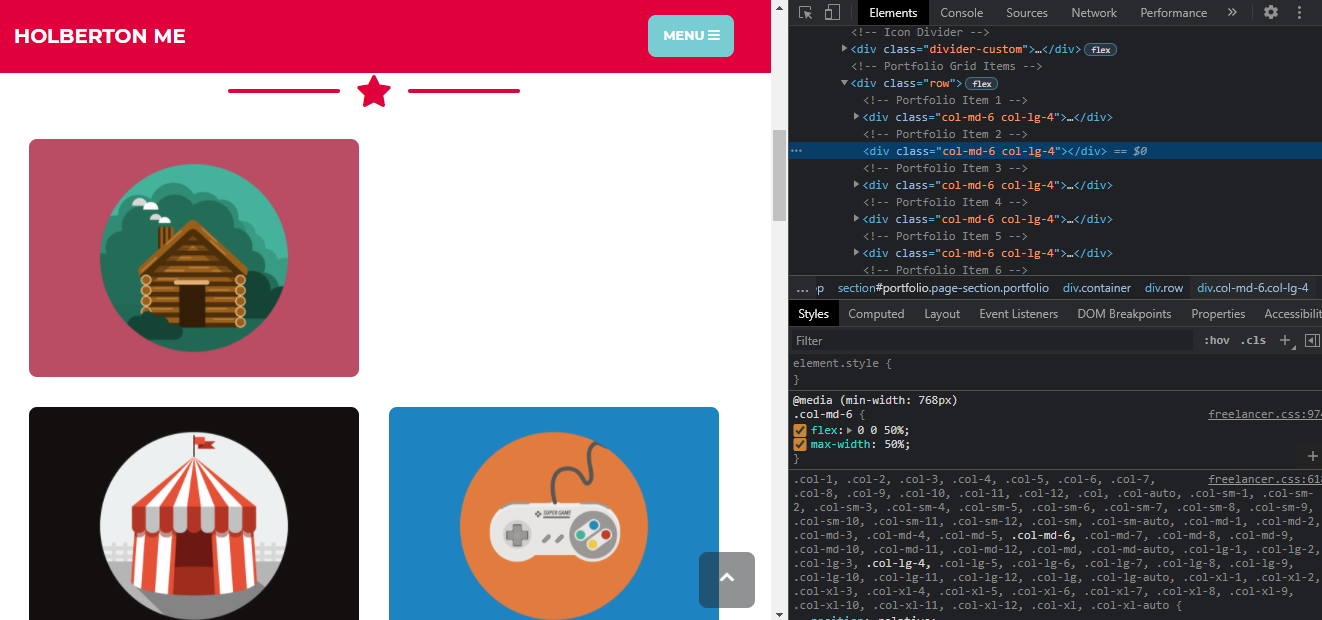 HOLBERTON ME
MENU
SUPER GAME
Elements Console Sources Network Performance
<!-- Icon Divider -->
<div class="divider-custom">…</div> flex
<!-- Portfolio Grid Items -->
<div class="row"> flex
<!-- Portfolio Item 1 -->
<div class="col-md-6 col-lg-4">…</div>
<!-- Portfolio Item 2 -->
<div class="col-md-6 col-lg-4"></div> == $0
<!-- Portfolio Item 3 -->
<div class="col-md-6 col-lg-4">…</div>
<!-- Portfolio Item 4 -->
<div class="col-md-6 col-lg-4">…</div>
<!-- Portfolio Item 5 -->
<div class="col-md-6 col-lg-4">…</div>
<!-- Portfolio Item 6 -->
… p section#portfolio.page-section.portfolio div.container div.row div.col-md-6.col-lg-4
Styles Computed Layout Event Listeners DOM Breakpoints Properties Accessibilit
Filter :hov .cls +
element.style {
}
@media (min-width: 768px)
.col-md-6 { freelancer.css:974
flex: 0 0 50%;
max-width: 50%;
}
.col-1, .col-2, .col-3, .col-4, .col-5, .col-6, .col-7, freelancer.css:618
.col-8, .col-9, .col-10, .col-11, .col-12, .col, .col-auto, .col-sm-1, .col-sm-
2, .col-sm-3, .col-sm-4, .col-sm-5, .col-sm-6, .col-sm-7, .col-sm-8, .col-sm-9,
.col-sm-10, .col-sm-11, .col-sm-12, .col-sm, .col-sm-auto, .col-md-1, .col-md-2,
.col-md-3, .col-md-4, .col-md-5, .col-md-6, .col-md-7, .col-md-8, .col-md-9,
.col-md-10, .col-md-11, .col-md-12, .col-md, .col-md-auto, .col-lg-1, .col-lg-2,
.col-lg-3, .col-lg-4, .col-lg-5, .col-lg-6, .col-lg-7, .col-lg-8, .col-lg-9,
.col-lg-10, .col-lg-11, .col-lg-12, .col-lg, .col-lg-auto, .col-xl-1, .col-xl-2,
.col-xl-3, .col-xl-4, .col-xl-5, .col-xl-6, .col-xl-7, .col-xl-8, .col-xl-9,
.col-xl-10, .col-xl-11, .col-xl-12, .col-xl, .col-xl-auto {
position: relative;